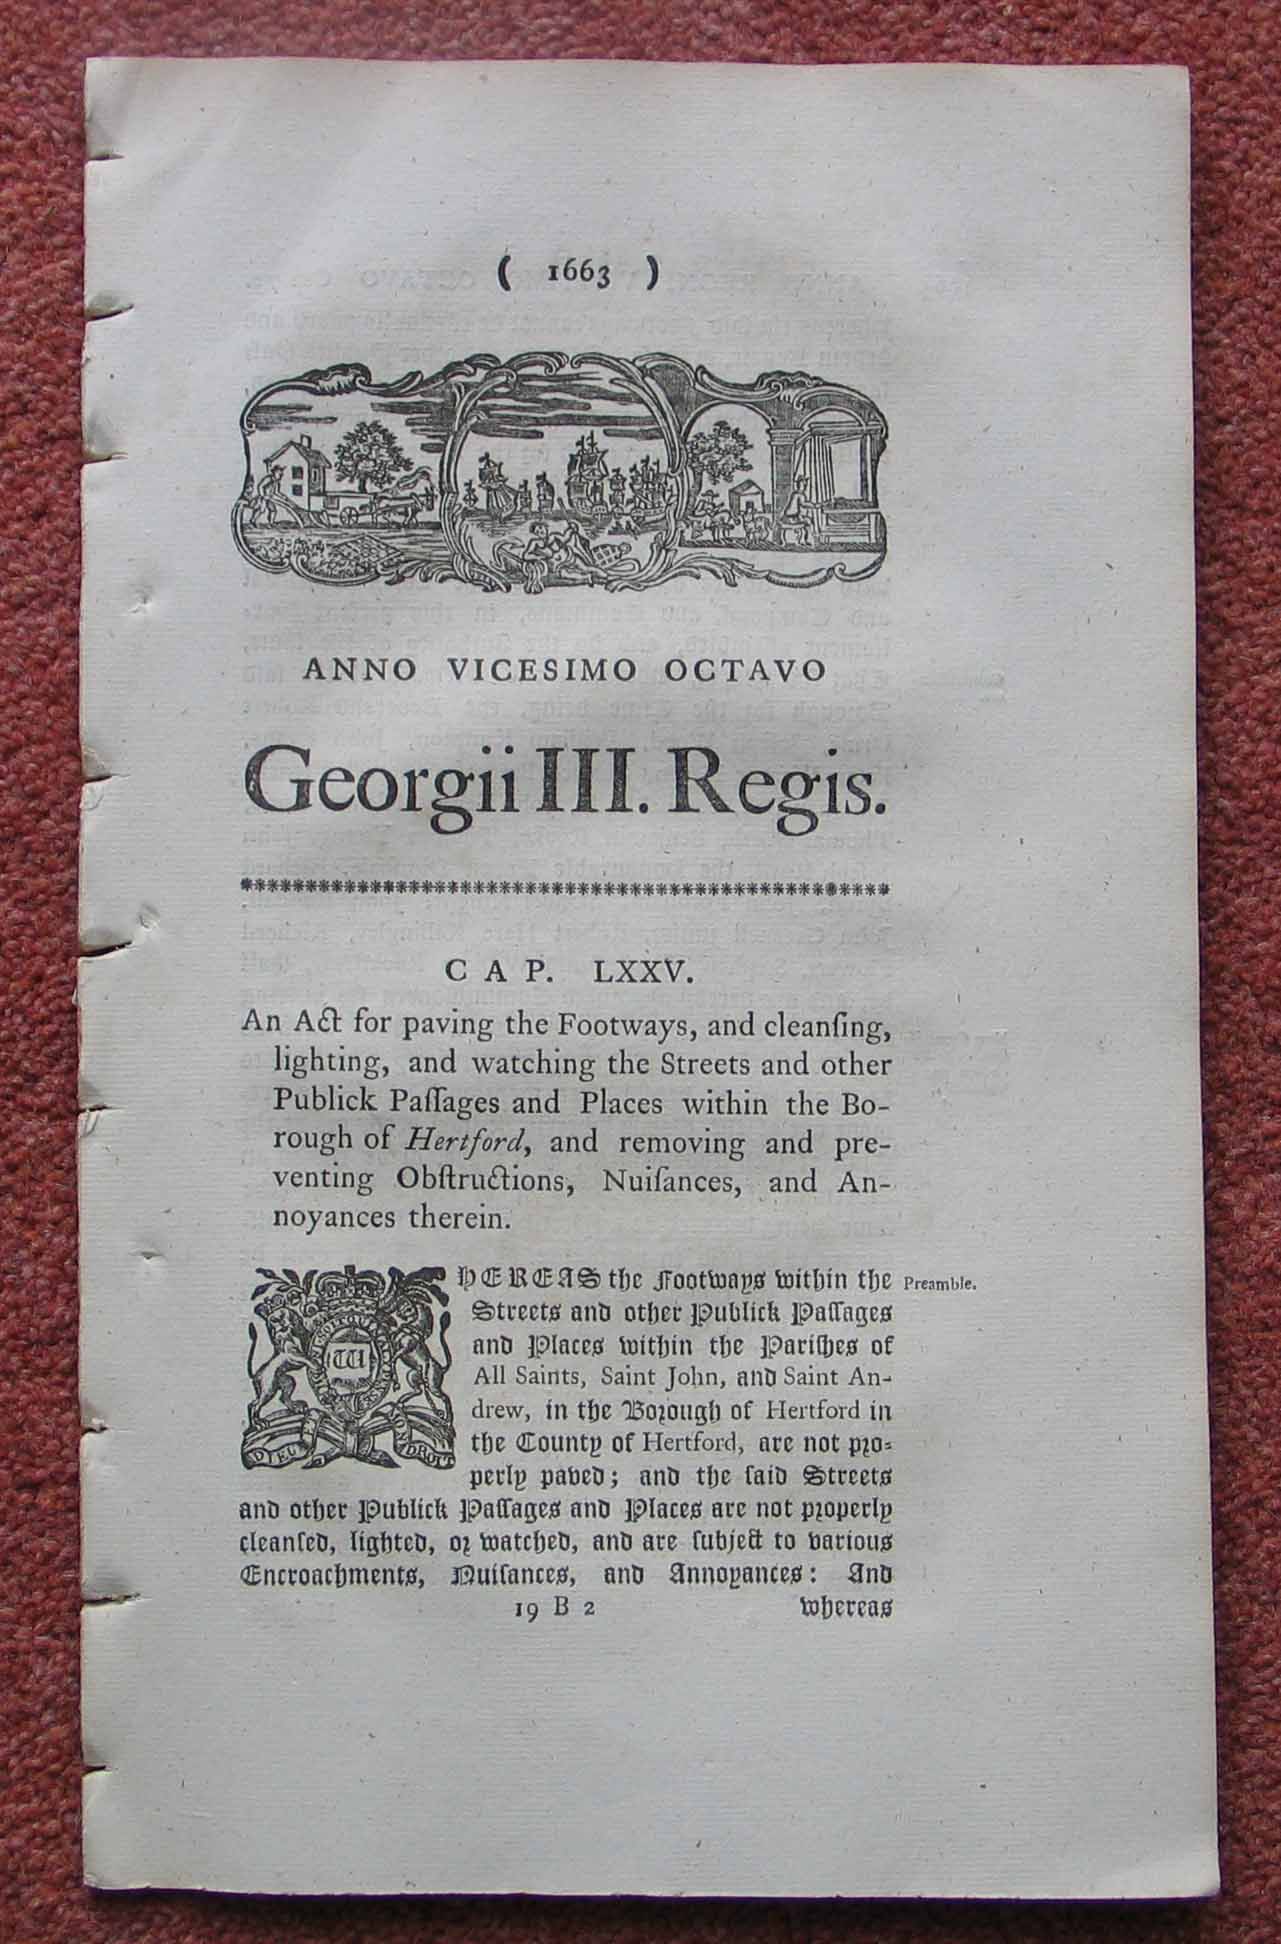 ( 1663 )
ANNO VICESIMO OCTAVO
Georgii III. Regis.
CAP. LXXV.
An Act for paving the Footways, and cleanſing,
lighting, and watching the Streets and other
Publick Paſſages and Places within the Bo-
rough of Hertford, and removing and pre-
venting Obſtructions, Nuiſances, and An-
noyances therein.
WHEREAS the Footways within the Preamble.
Streets and other Publick Paſſages
and Places within the Pariſhes of
All Saints, Saint John, and Saint An-
drew, in the Borough of Hertford in
the County of Hertford, are not pro-
perly paved; and the ſaid Streets
DIEU DROIT
and other Publick Paſſages and Places are not properly
cleanſed, lighted, or watched, and are ſubject to various
Encroachments, Nuiſances, and Annoyances: And
19 B 2 whereas